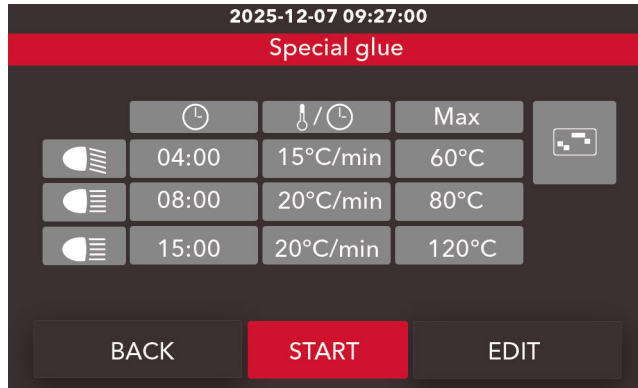 2025-12-07 09:27:00
Special glue
/ Max
04:00 15°C/min 60°C
08:00 20°C/min 80°C
15:00 20°C/min 120°C
BACK START EDIT